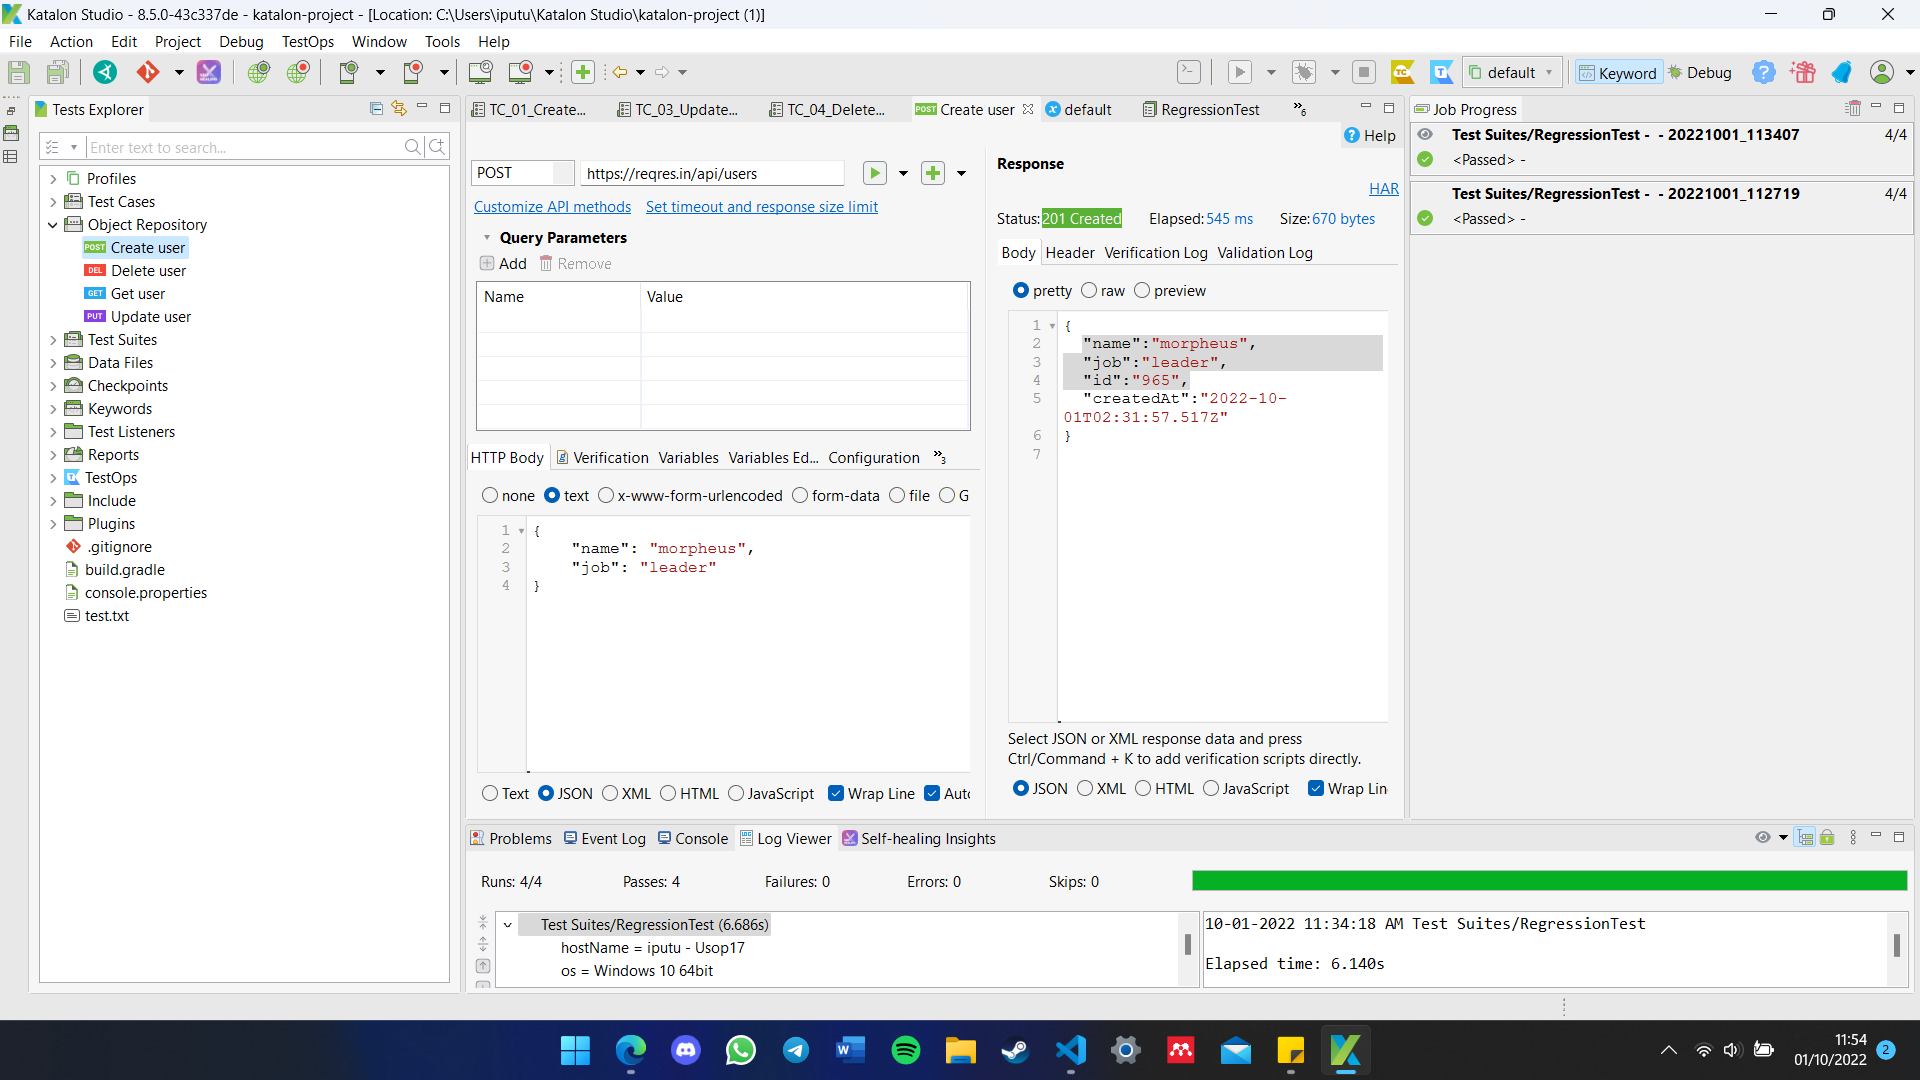 Katalon Studio - 8.5.0-43c337de - katalon-project - [Location: C:\Users\iputu\Katalon Studio\katalon-project (1)]
File Action Edit Project Debug TestOps Window Tools Help
default Keyword Debug
Tests Explorer
Enter text to search...
Profiles
Test Cases
Object Repository
POST Create user
DEL Delete user
GET Get user
PUT Update user
Test Suites
Data Files
Checkpoints
Keywords
Test Listeners
Reports
TestOps
Include
Plugins
.gitignore
build.gradle
console.properties
test.txt
TC_01_Create... TC_03_Update... TC_04_Delete... POST Create user default RegressionTest »6
Help
POST https://reqres.in/api/users
Customize API methods Set timeout and response size limit
Query Parameters
Add Remove
Name Value
HTTP Body Verification Variables Variables Ed... Configuration »3
none text x-www-form-urlencoded form-data file G
1 {
2 "name": "morpheus",
3 "job": "leader"
4 }
Text JSON XML HTML JavaScript Wrap Line Auto
Response
HAR
Status: 201 Created Elapsed: 545 ms Size: 670 bytes
Body Header Verification Log Validation Log
pretty raw preview
1 {
2 "name":"morpheus",
3 "job":"leader",
4 "id":"965",
5 "createdAt":"2022-10-
01T02:31:57.517Z"
6 }
7
Select JSON or XML response data and press
Ctrl/Command + K to add verification scripts directly.
JSON XML HTML JavaScript Wrap Lin
Job Progress
Test Suites/RegressionTest - - 20221001_113407 4/4
<Passed> -
Test Suites/RegressionTest - - 20221001_112719 4/4
<Passed> -
Problems Event Log Console Log Viewer Self-healing Insights
Runs: 4/4 Passes: 4 Failures: 0 Errors: 0 Skips: 0
Test Suites/RegressionTest (6.686s)
hostName = iputu - Usop17
os = Windows 10 64bit
10-01-2022 11:34:18 AM Test Suites/RegressionTest
Elapsed time: 6.140s
11:54
01/10/2022
2